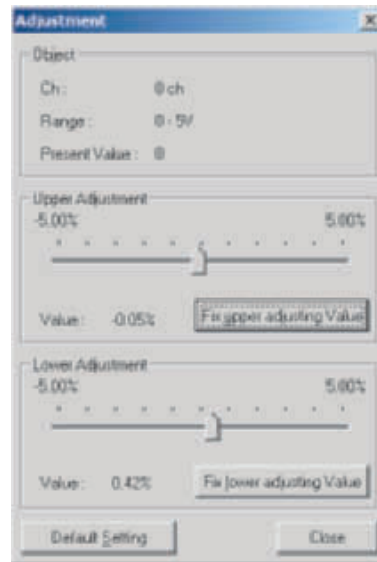 Adjustment
Object
Ch : 0 ch
Range : 0 - 5V
Present Value : 0
Upper Adjustment
-5.00% 5.00%
Value : -0.05% Fix upper adjusting Value
Lower Adjustment
-5.00% 5.00%
Value : 0.42% Fix lower adjusting Value
Default Setting Close